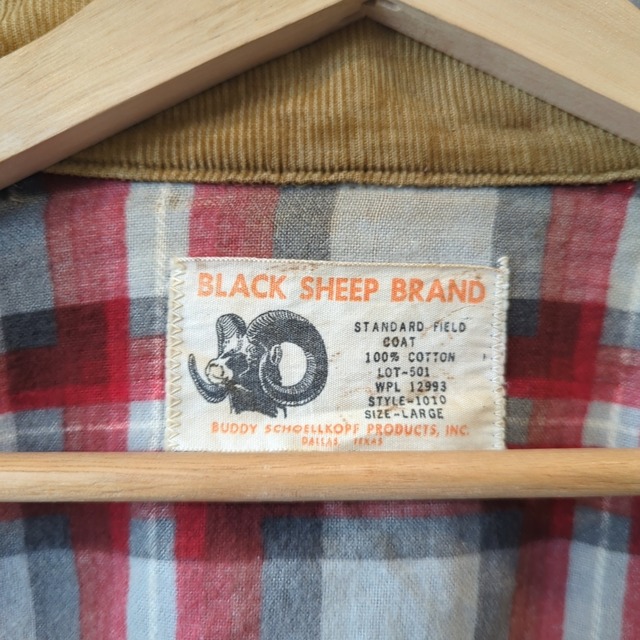 BLACK SHEEP BRAND
STANDARD FIELD
COAT
100% COTTON
LOT-501
WPL 12993
STYLE-1010
SIZE-LARGE
BUDDY SCHOELLKOPF PRODUCTS, INC.
DALLAS, TEXAS